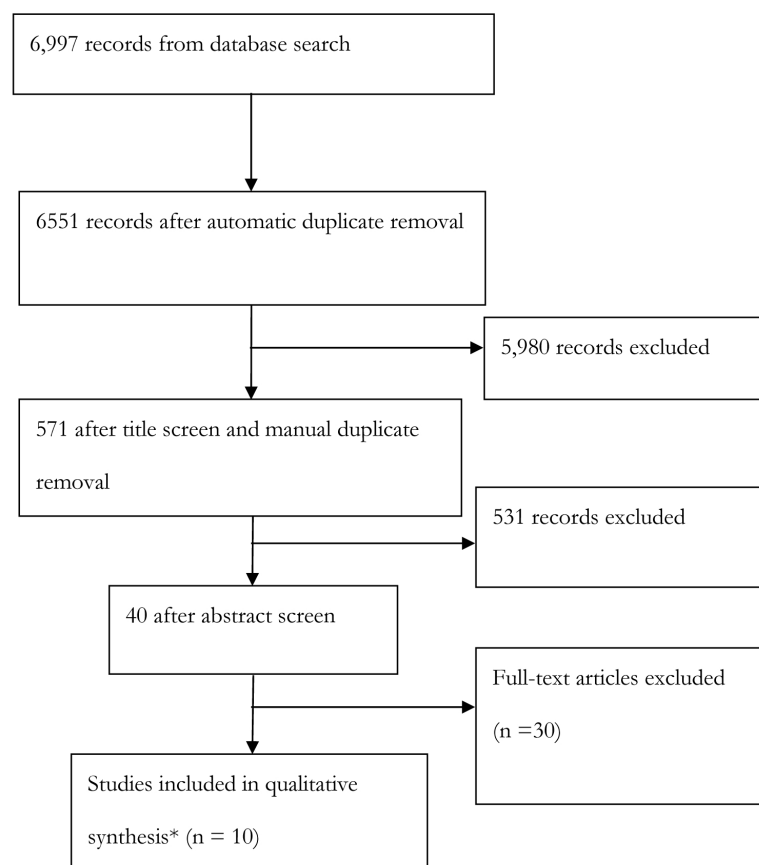 6,997 records from database search
6551 records after automatic duplicate removal
5,980 records excluded
571 after title screen and manual duplicate
removal
531 records excluded
40 after abstract screen
Full-text articles excluded
(n =30)
Studies included in qualitative
synthesis* (n = 10)